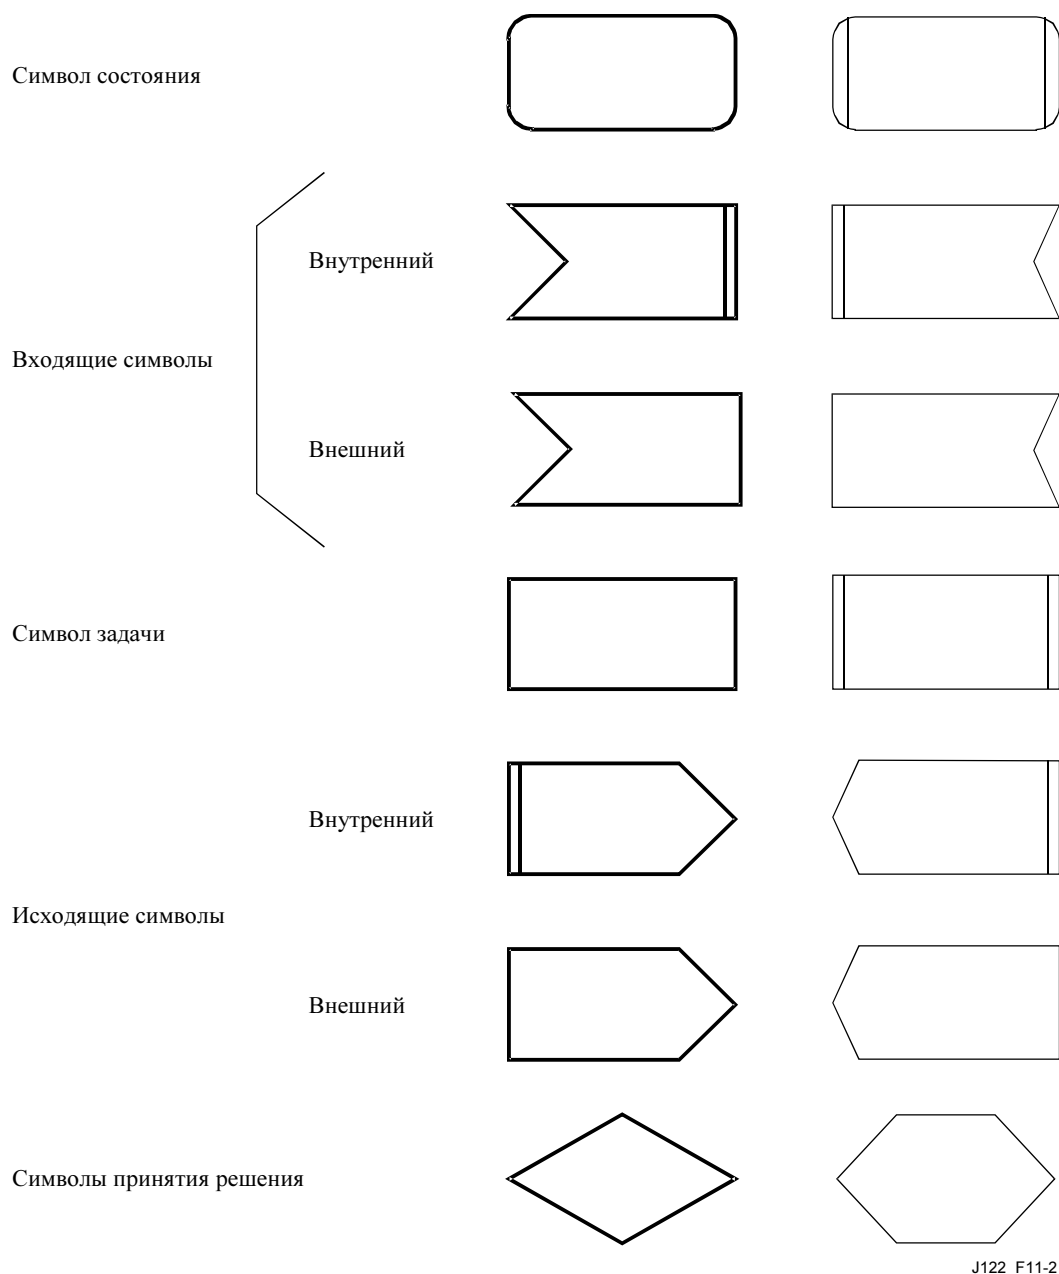 Символ состояния
Внутренний
Входящие символы
Внешний
Символ задачи
Внутренний
Исходящие символы
Внешний
Символы принятия решения
J122 F11-2